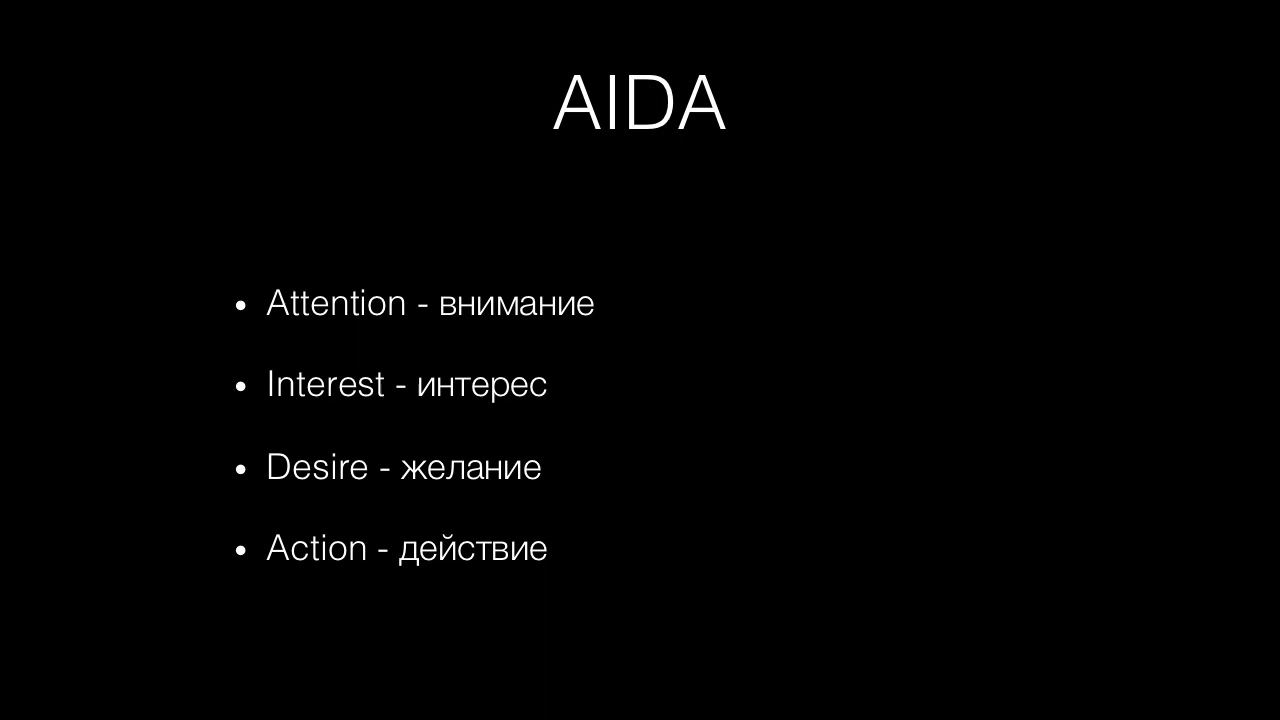 AIDA
• Attention - внимание
• Interest - интерес
• Desire - желание
• Action - действие